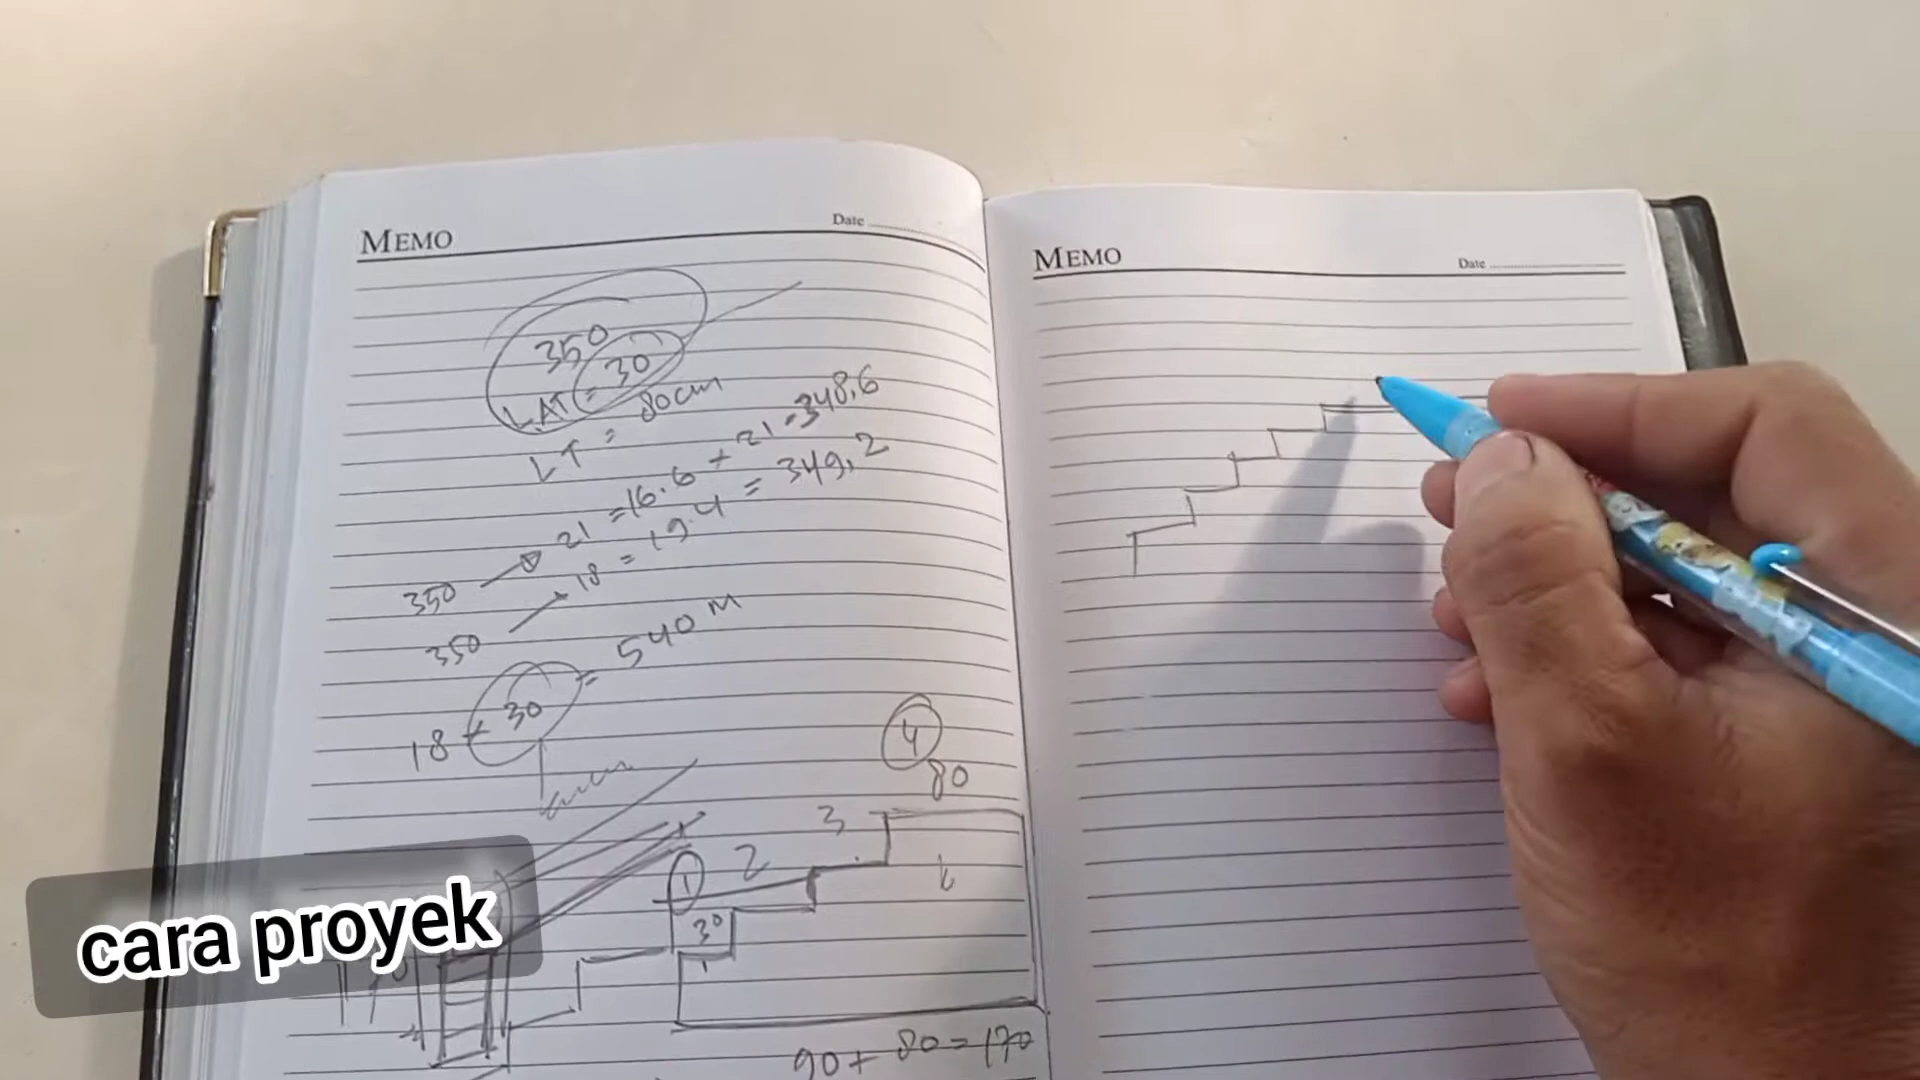 MEMO Date
350
LAT = 30
LT = 80cm
350 → 21 = 16.6 + 21 = 348,6
350 → 18 = 19.4 = 349,2
18 + 30 = 540 M
4
80
3
2
1
30
90 + 80 = 170
MEMO Date
cara proyek